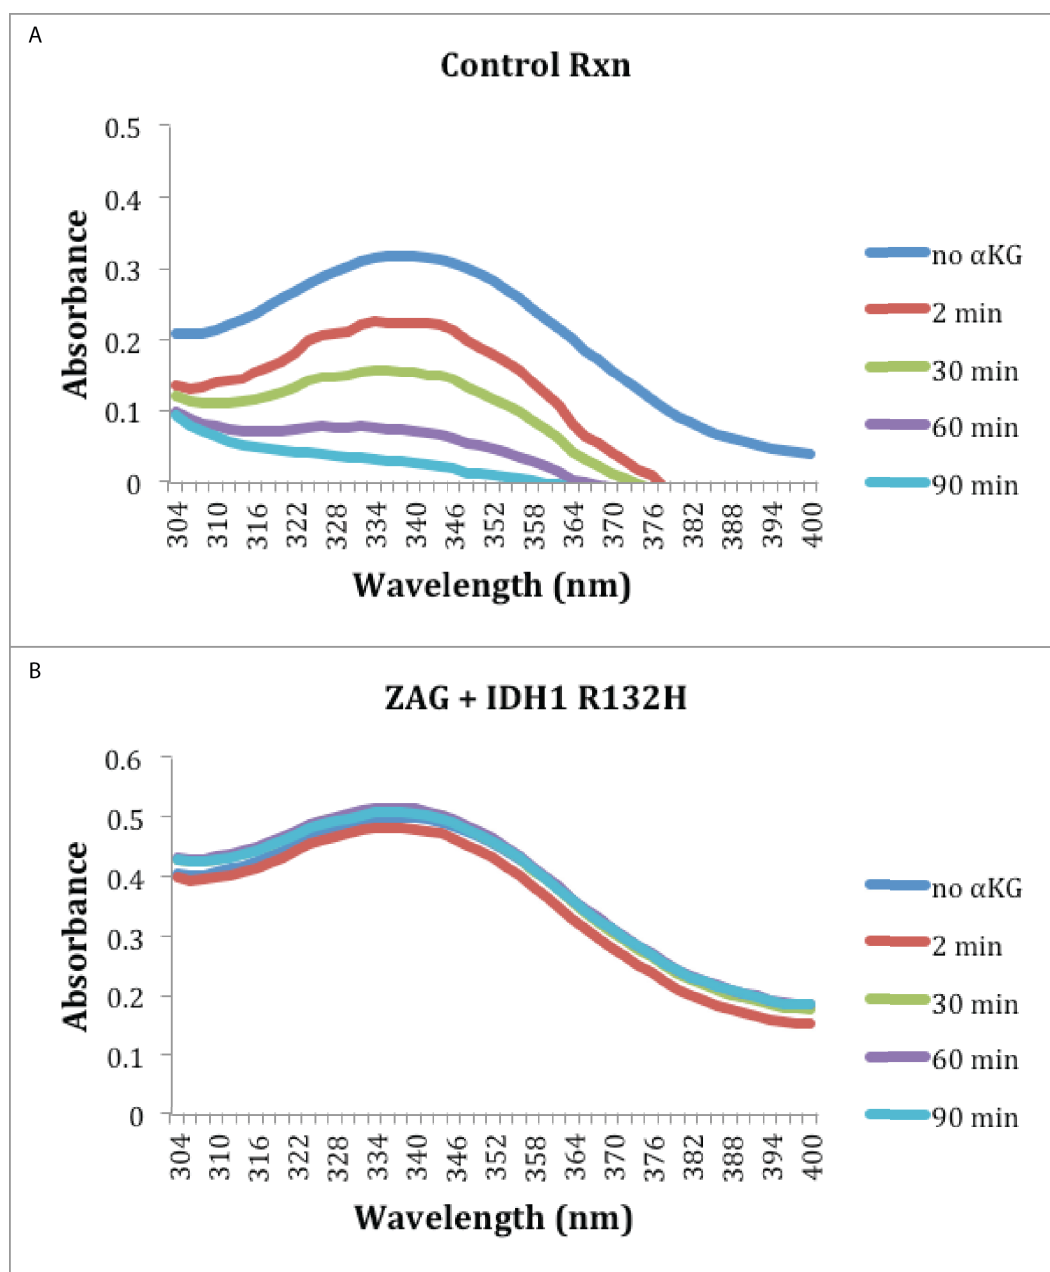 A
Control Rxn
0.5
0.4
0.3
0.2
0.1
0
Absorbance
304 310 316 322 328 334 340 346 352 358 364 370 376 382 388 394 400
Wavelength (nm)
no αKG
2 min
30 min
60 min
90 min
B
ZAG + IDH1 R132H
0.6
0.5
0.4
0.3
0.2
0.1
0
Absorbance
304 310 316 322 328 334 340 346 352 358 364 370 376 382 388 394 400
Wavelength (nm)
no αKG
2 min
30 min
60 min
90 min